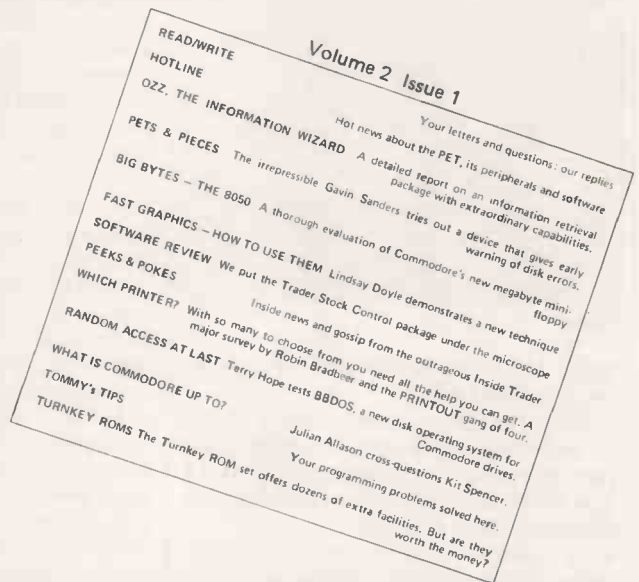 Volume 2 Issue 1
READ/WRITE Your letters and questions: our replies
HOTLINE Hot news about the PET, its peripherals and software
OZZ, THE INFORMATION WIZARD A detailed report on an information retrieval
package with extraordinary capabilities.
PETS & PIECES The irrepressible Gavin Sanders tries out a device that gives early
warning of disk errors.
BIG BYTES – THE 8050 A thorough evaluation of Commodore's new megabyte mini-
floppy
FAST GRAPHICS – HOW TO USE THEM Lindsay Doyle demonstrates a new technique
SOFTWARE REVIEW We put the Trader Stock Control package under the microscope
PEEKS & POKES Inside news and gossip from the outrageous Inside Trader
WHICH PRINTER? With so many to choose from you need all the help you can get. A
major survey by Robin Bradbeer and the PRINTOUT gang of four.
RANDOM ACCESS AT LAST Terry Hope tests BBDOS, a new disk operating system for
Commodore drives.
WHAT IS COMMODORE UP TO? Julian Allason cross-questions Kit Spencer.
TOMMY's TIPS Your programming problems solved here.
TURNKEY ROMS The Turnkey ROM set offers dozens of extra facilities. But are they
worth the money?